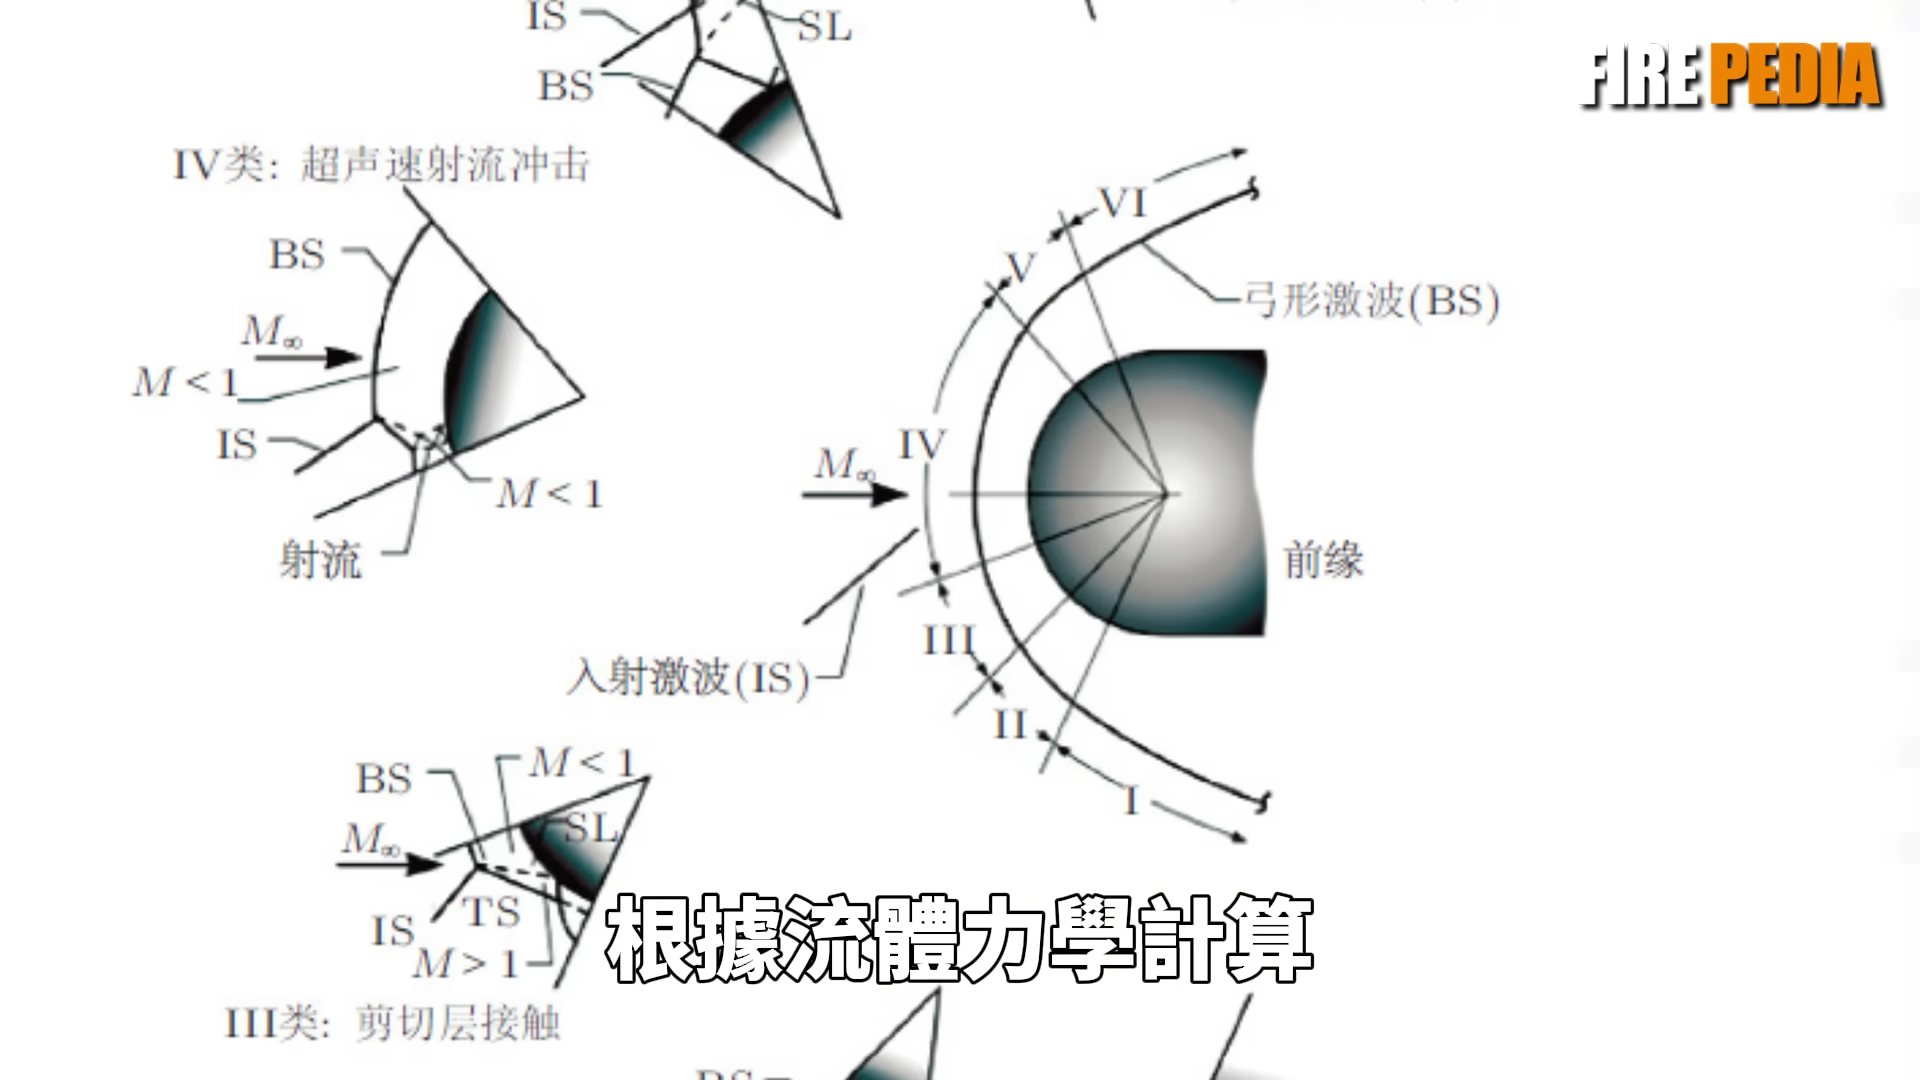 IS
SL
BS
FIRE PEDIA
IV类: 超声速射流冲击
VI
BS
V
弓形激波(BS)
M∞
M<1
IV
IS
M∞
M<1
射流
前缘
III
入射激波(IS)
II
BS
M<1
I
SL
M∞
TS
IS
M>1
根據流體力學計算
III类: 剪切层接触